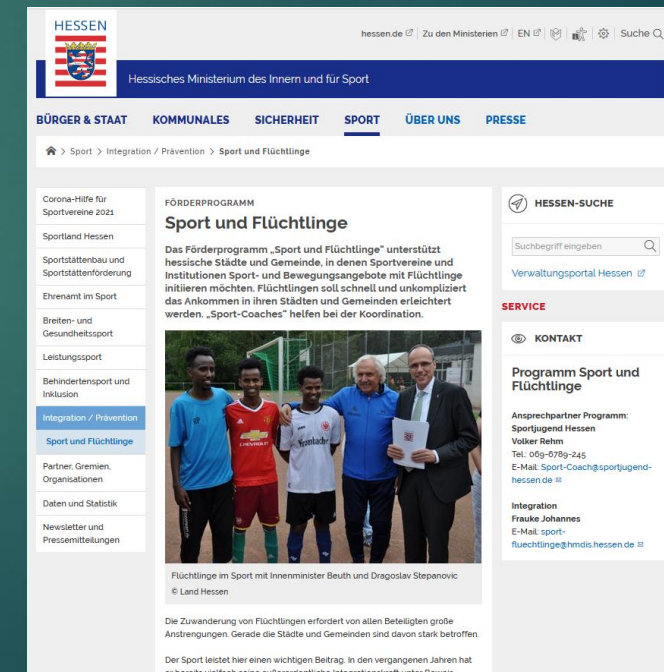 HESSEN
hessen.de Zu den Ministerien EN Suche
Hessisches Ministerium des Innern und für Sport
BÜRGER & STAAT KOMMUNALES SICHERHEIT SPORT ÜBER UNS PRESSE
> Sport > Integration / Prävention > Sport und Flüchtlinge
Corona-Hilfe für
Sportvereine 2021
Sportland Hessen
Sportstättenbau und
Sportstättenförderung
Ehrenamt im Sport
Breiten- und
Gesundheitssport
Leistungssport
Behindertensport und
Inklusion
Integration / Prävention
Sport und Flüchtlinge
Partner, Gremien,
Organisationen
Daten und Statistik
Newsletter und
Pressemitteilungen
FÖRDERPROGRAMM
Sport und Flüchtlinge
Das Förderprogramm „Sport und Flüchtlinge" unterstützt
hessische Städte und Gemeinde, in denen Sportvereine und
Institutionen Sport- und Bewegungsangebote mit Flüchtlinge
initiieren möchten. Flüchtlingen soll schnell und unkompliziert
das Ankommen in ihren Städten und Gemeinden erleichtert
werden. „Sport-Coaches" helfen bei der Koordination.
CHEVROLET
Krombacher
Flüchtlinge im Sport mit Innenminister Beuth und Dragoslav Stepanovic
© Land Hessen
Die Zuwanderung von Flüchtlingen erfordert von allen Beteiligten große
Anstrengungen. Gerade die Städte und Gemeinden sind davon stark betroffen.
Der Sport leistet hier einen wichtigen Beitrag. In den vergangenen Jahren hat
er bereits vielfach seine außerordentliche Integrationskraft unter Beweis
HESSEN-SUCHE
Suchbegriff eingeben
Verwaltungsportal Hessen
SERVICE
KONTAKT
Programm Sport und
Flüchtlinge
Ansprechpartner Programm:
Sportjugend Hessen
Volker Rehm
Tel.: 069-6789-245
E-Mail: Sport-Coach@sportjugend-
hessen.de
Integration
Frauke Johannes
E-Mail: sport-
fluechtlinge@hmdis.hessen.de